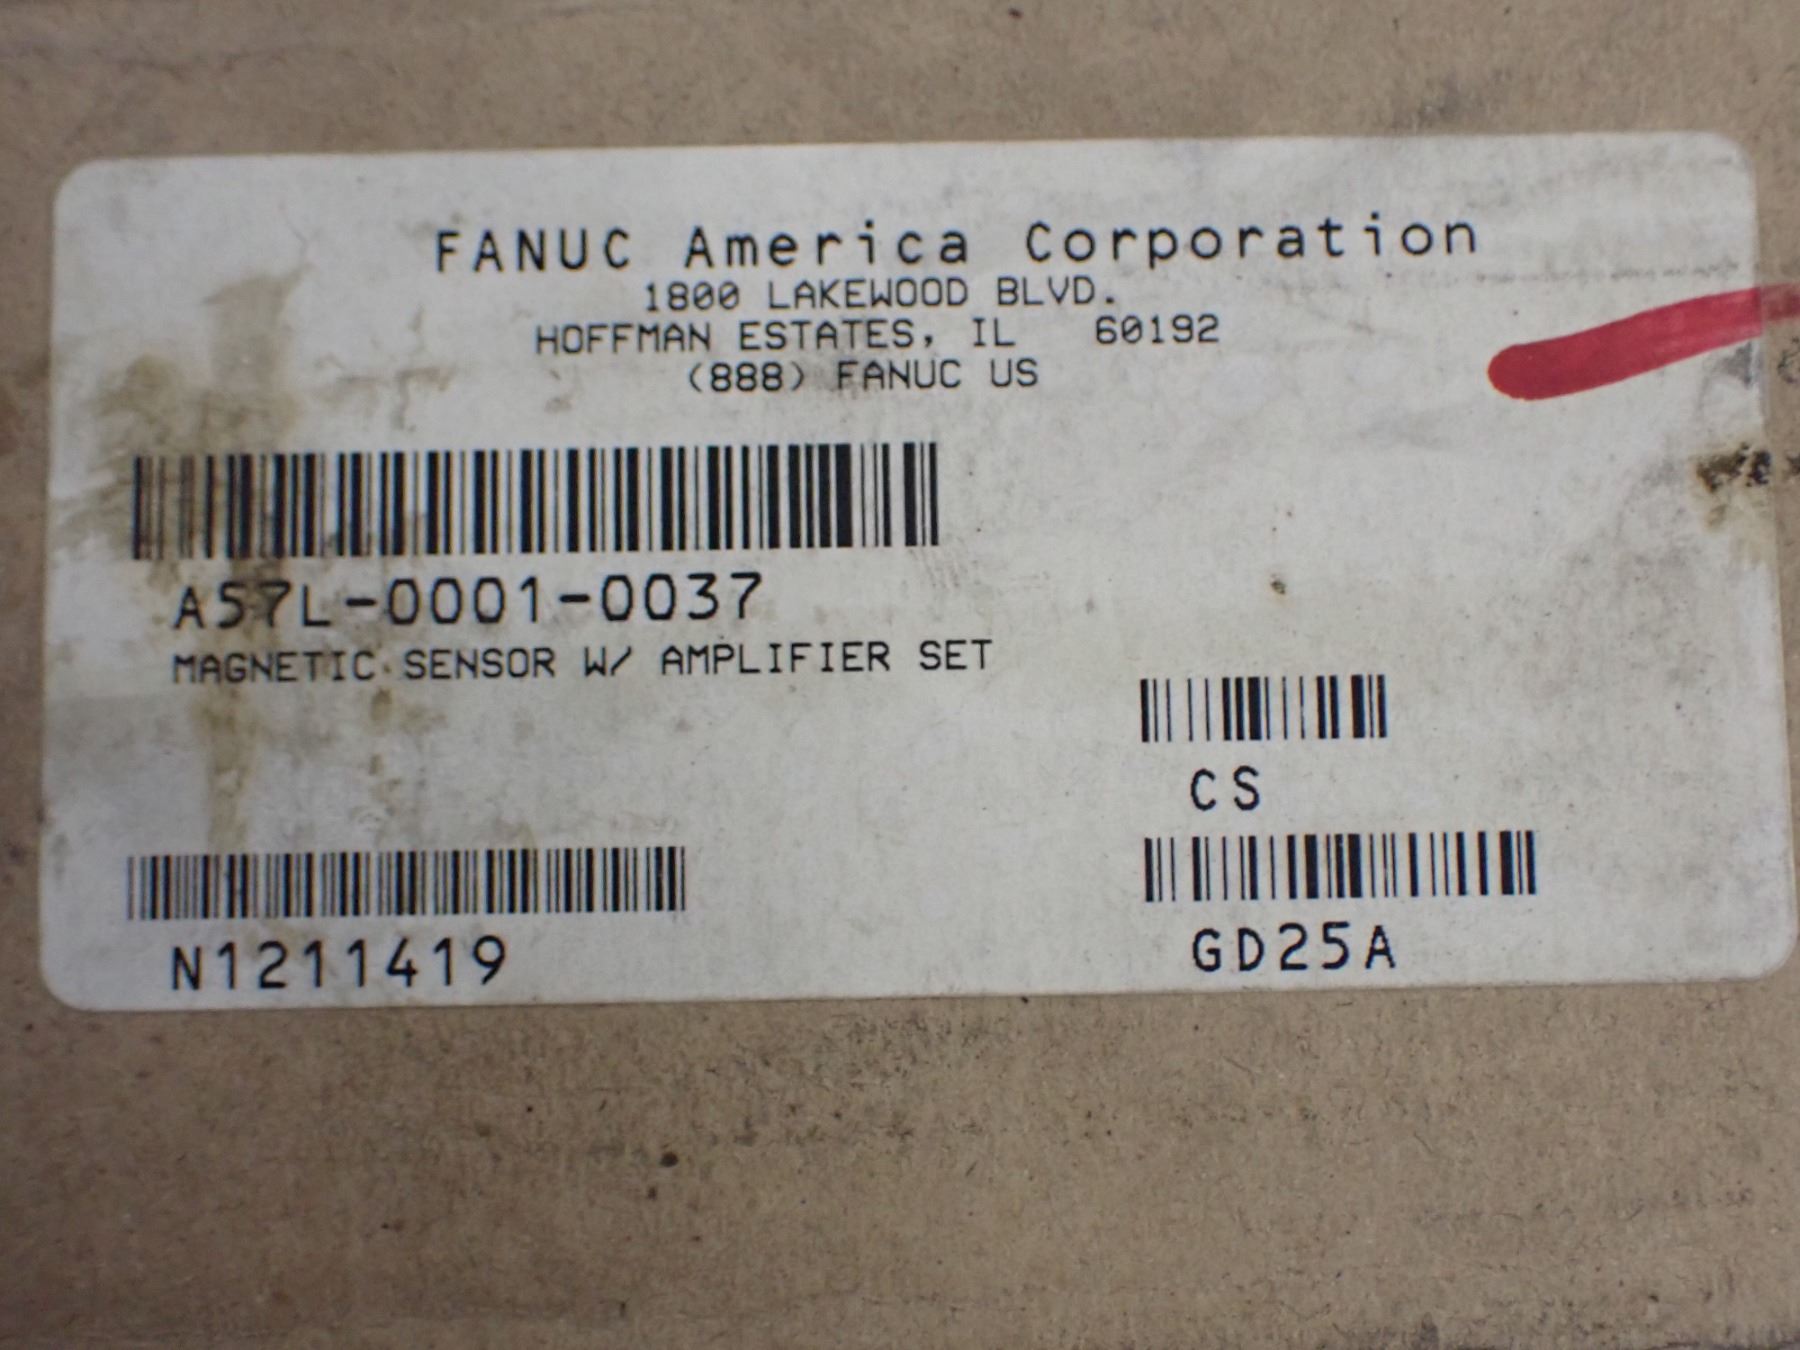 FANUC America Corporation
1800 LAKEWOOD BLVD.
HOFFMAN ESTATES, IL 60192
(888) FANUC US
A57L-0001-0037
MAGNETIC SENSOR W/ AMPLIFIER SET
CS
N1211419
GD25A